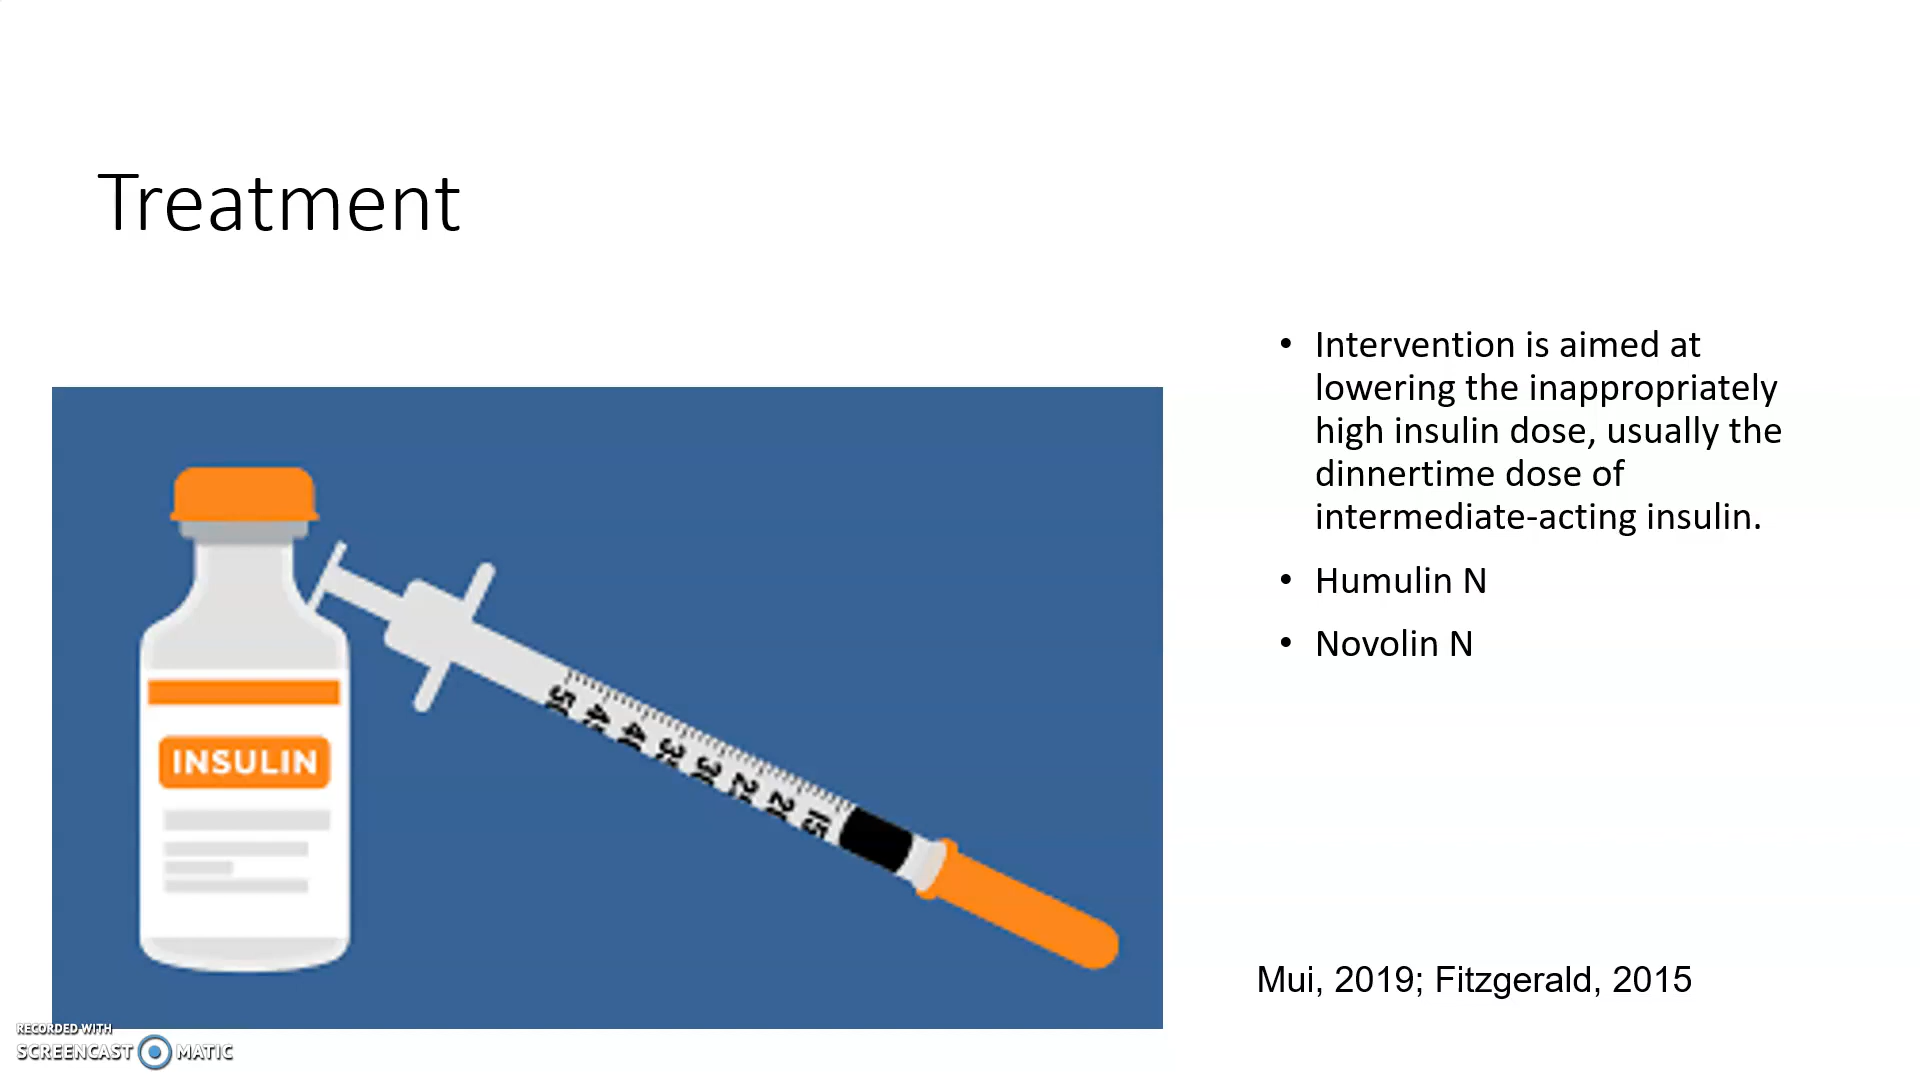 Treatment
• Intervention is aimed at
lowering the inappropriately
high insulin dose, usually the
dinnertime dose of
intermediate-acting insulin.
• Humulin N
• Novolin N
INSULIN
15
Mui, 2019; Fitzgerald, 2015
RECORDED WITH
SCREENCAST MATIC